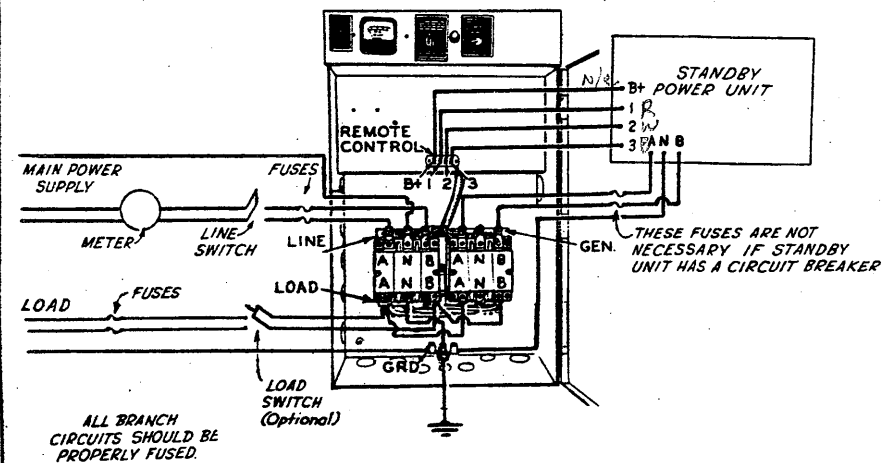 STANDBY
B+ POWER UNIT
1 R
2 W
3
A N B
REMOTE
CONTROL
B+ 1 2 3
MAIN POWER
SUPPLY
FUSES
METER
LINE
SWITCH
LINE
GEN.
THESE FUSES ARE NOT
NECESSARY IF STANDBY
UNIT HAS A CIRCUIT BREAKER
A N B A N B
A N B A N B
LOAD
LOAD
FUSES
GRD
LOAD
SWITCH
(Optional)
ALL BRANCH
CIRCUITS SHOULD BE
PROPERLY FUSED.